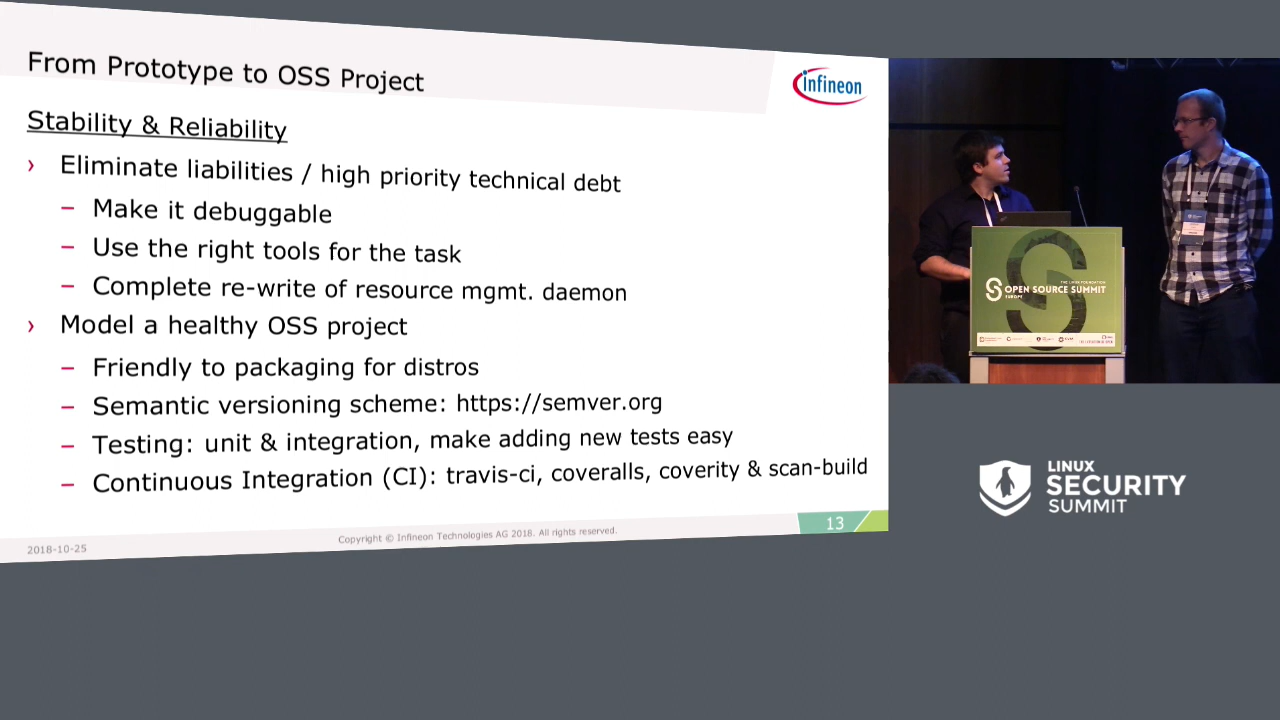 From Prototype to OSS Project
infineon
Stability & Reliability
› Eliminate liabilities / high priority technical debt
– Make it debuggable
– Use the right tools for the task
– Complete re-write of resource mgmt. daemon
› Model a healthy OSS project
– Friendly to packaging for distros
– Semantic versioning scheme: https://semver.org
– Testing: unit & integration, make adding new tests easy
– Continuous Integration (CI): travis-ci, coveralls, coverity & scan-build
2018-10-25
Copyright © Infineon Technologies AG 2018. All rights reserved.
13
THE LINUX FOUNDATION
OPEN SOURCE SUMMIT
EUROPE
LINUX
SECURITY
SUMMIT